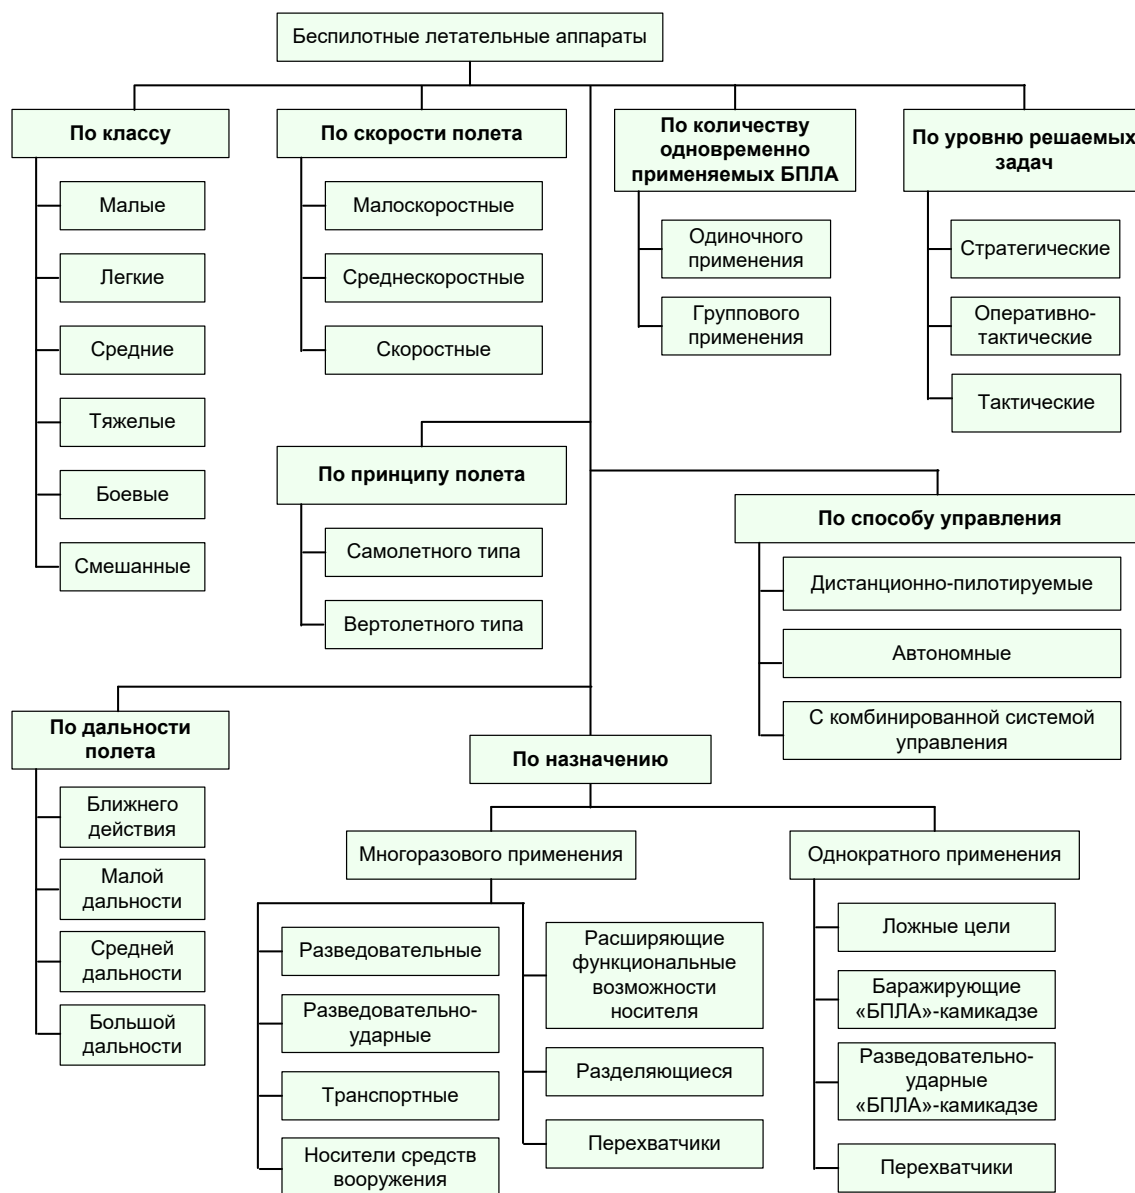 Беспилотные летательные аппараты
По классу
Малые
Легкие
Средние
Тяжелые
Боевые
Смешанные
По скорости полета
Малоскоростные
Среднескоростные
Скоростные
По количеству
одновременно
применяемых БПЛА
Одиночного
применения
Группового
применения
По уровню решаемых
задач
Стратегические
Оперативно-
тактические
Тактические
По принципу полета
Самолетного типа
Вертолетного типа
По способу управления
Дистанционно-пилотируемые
Автономные
С комбинированной системой
управления
По дальности
полета
Ближнего
действия
Малой
дальности
Средней
дальности
Большой
дальности
По назначению
Многоразового применения
Разведовательные
Разведовательно-
ударные
Транспортные
Носители средств
вооружения
Расширяющие
функциональные
возможности
носителя
Разделяющиеся
Перехватчики
Однократного применения
Ложные цели
Баражирующие
«БПЛА»-камикадзе
Разведовательно-
ударные
«БПЛА»-камикадзе
Перехватчики